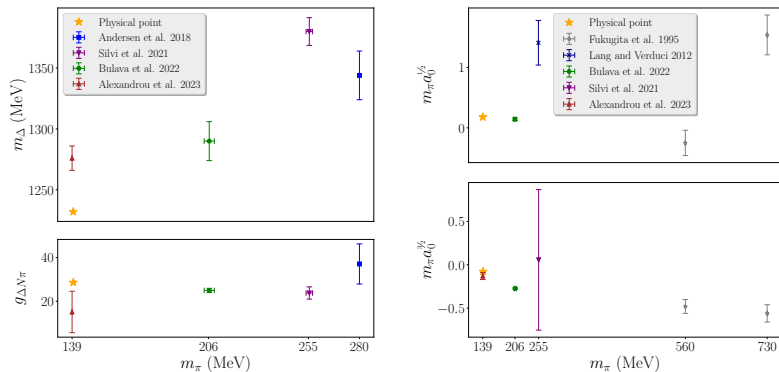 Physical point
Andersen et al. 2018
Silvi et al. 2021
Bulava et al. 2022
Alexandrou et al. 2023
1350
1300
1250
m_Δ (MeV)
40
20
g_{ΔNπ}
139
206
255
280
m_π (MeV)
Physical point
Fukugita et al. 1995
Lang and Verduci 2012
Bulava et al. 2022
Silvi et al. 2021
Alexandrou et al. 2023
1
0
m_π a_0^{1/2}
0.5
0.0
−0.5
m_π a_0^{3/2}
139
206
255
560
730
m_π (MeV)